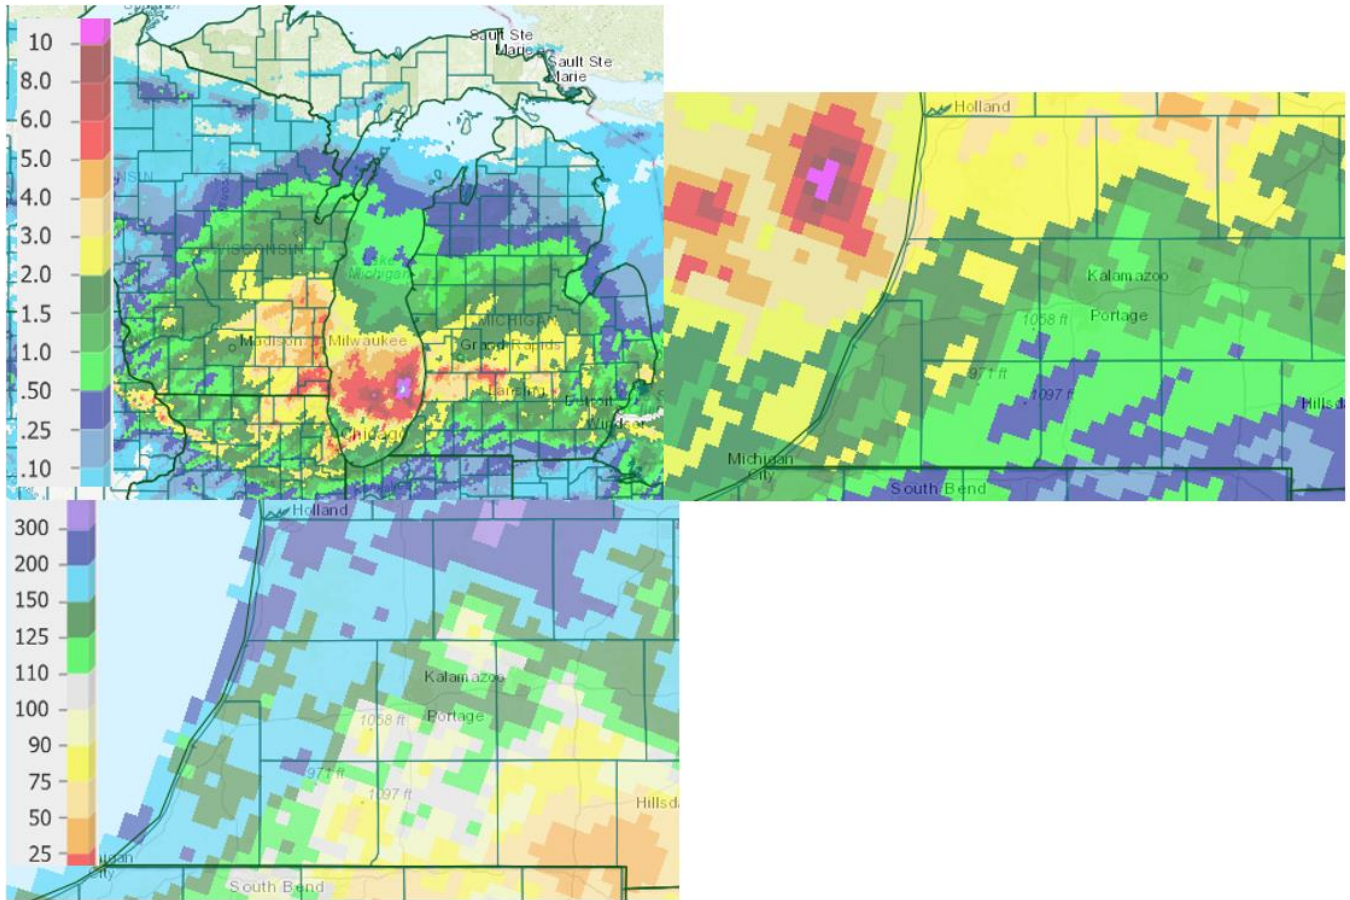 10
8.0
6.0
5.0
4.0
3.0
2.0
1.5
1.0
.50
.25
.10
Sault Ste
Marie
Sault Ste
Marie
WISCONSIN
Lake
Michigan
Madison
Milwaukee
MICHIGAN
Grand Rapids
Lansing
Detroit
Windsor
Chicago
Holland
Kalamazoo
Portage
1058 ft
971 ft
1097 ft
Hillsd
Michigan
City
South Bend
300
200
150
125
110
100
90
75
50
25
Holland
Kalamazoo
Portage
1058 ft
971 ft
1097 ft
Hillsd
igan
City
South Bend